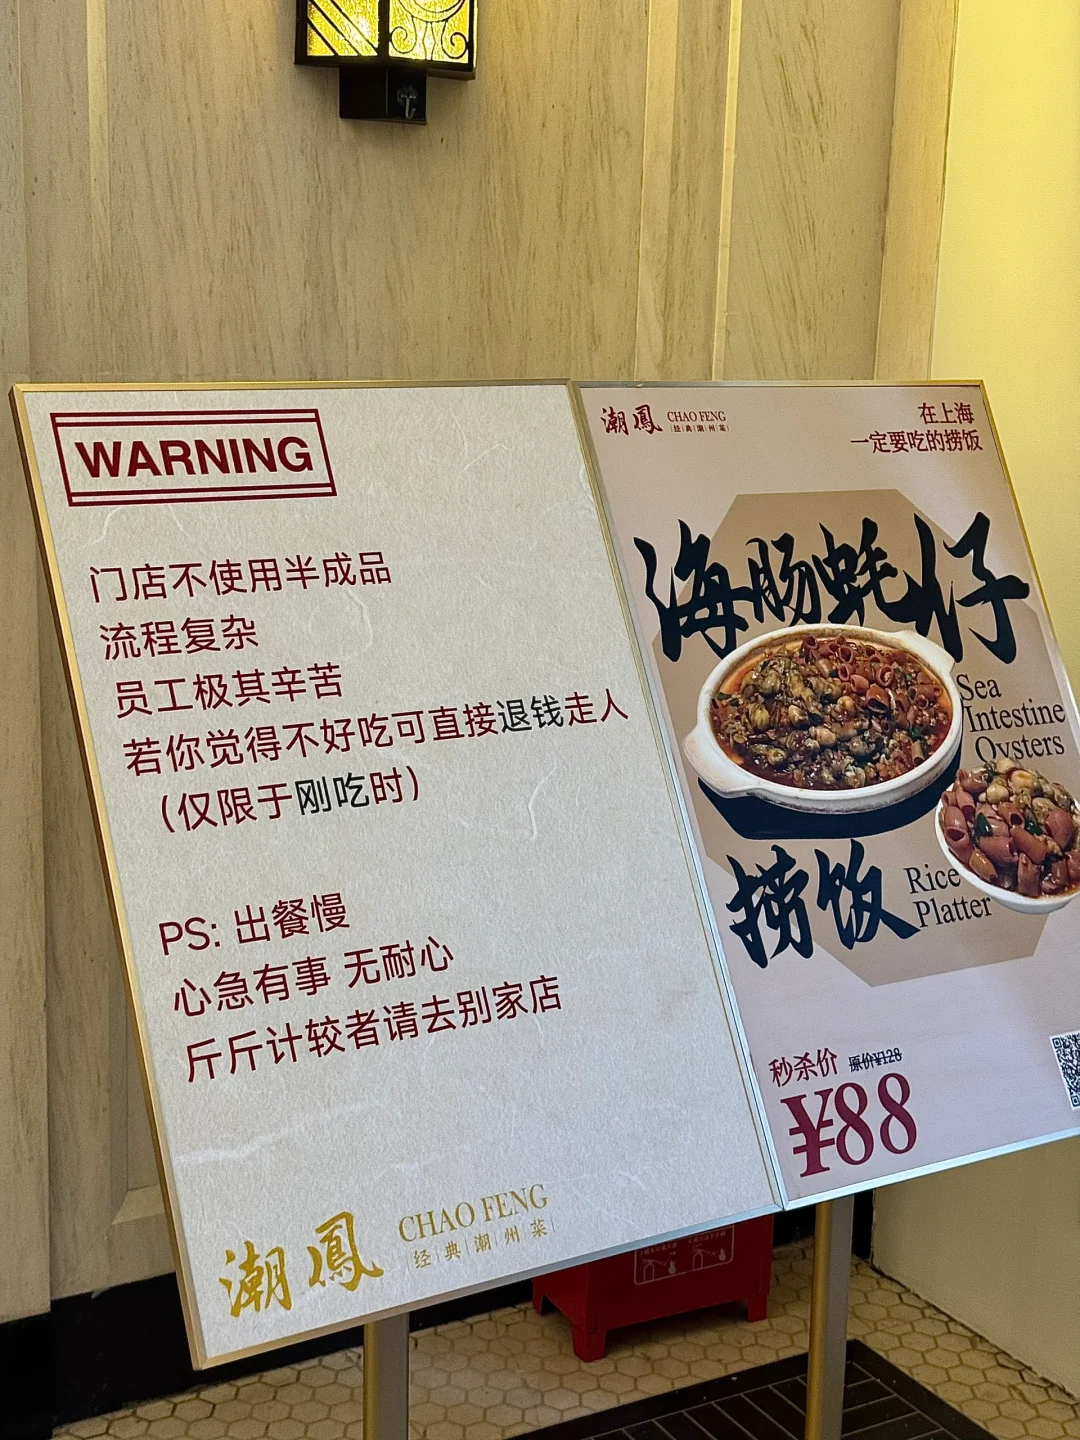 WARNING
门店不使用半成品
流程复杂
员工极其辛苦
若你觉得不好吃可直接退钱走人
（仅限于刚吃时）
PS: 出餐慢
心急有事 无耐心
斤斤计较者请去别家店
潮鳳
CHAO FENG
经典潮州菜
潮鳳
CHAO FENG
经典潮州菜
在上海
一定要吃的捞饭
海肠蚝仔
Sea
Intestine
Oysters
捞饭
Rice
Platter
秒杀价 原价¥128
¥88